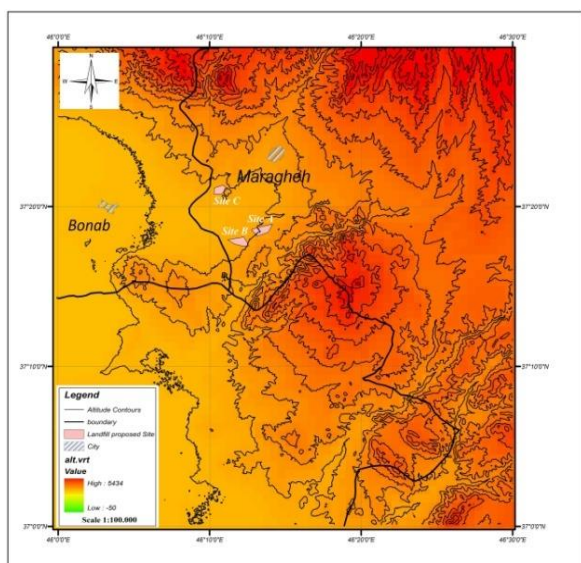 46°0'0"E 46°10'0"E 46°20'0"E 46°30'0"E
N
W E
S
Maragheh
Site C
37°20'0"N 37°20'0"N
Bonab
Site A
Site B
37°10'0"N 37°10'0"N
Legend
Altitude Contours
boundary
Landfill proposed Site
City
alt.vrt
Value
High : 5434
Low : -50
Scale 1:100.000
37°0'0"N 37°0'0"N
46°0'0"E 46°10'0"E 46°20'0"E 46°30'0"E